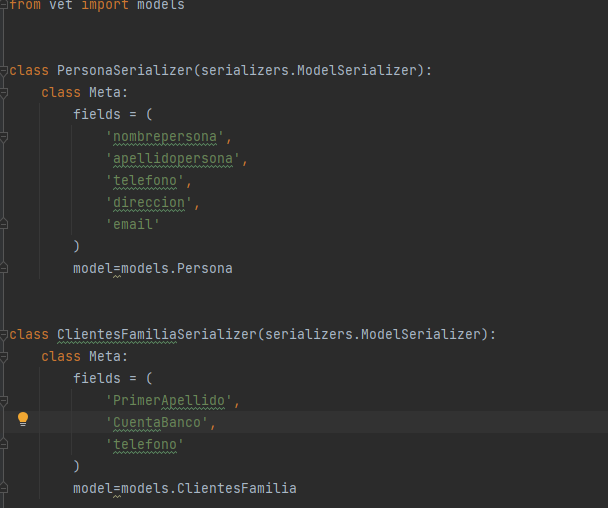 from vet import models
class PersonaSerializer(serializers.ModelSerializer):
class Meta:
fields = (
'nombrepersona',
'apellidopersona',
'telefono',
'direccion',
'email'
)
model=models.Persona
class ClientesFamiliaSerializer(serializers.ModelSerializer):
class Meta:
fields = (
'PrimerApellido',
'CuentaBanco',
'telefono'
)
model=models.ClientesFamilia